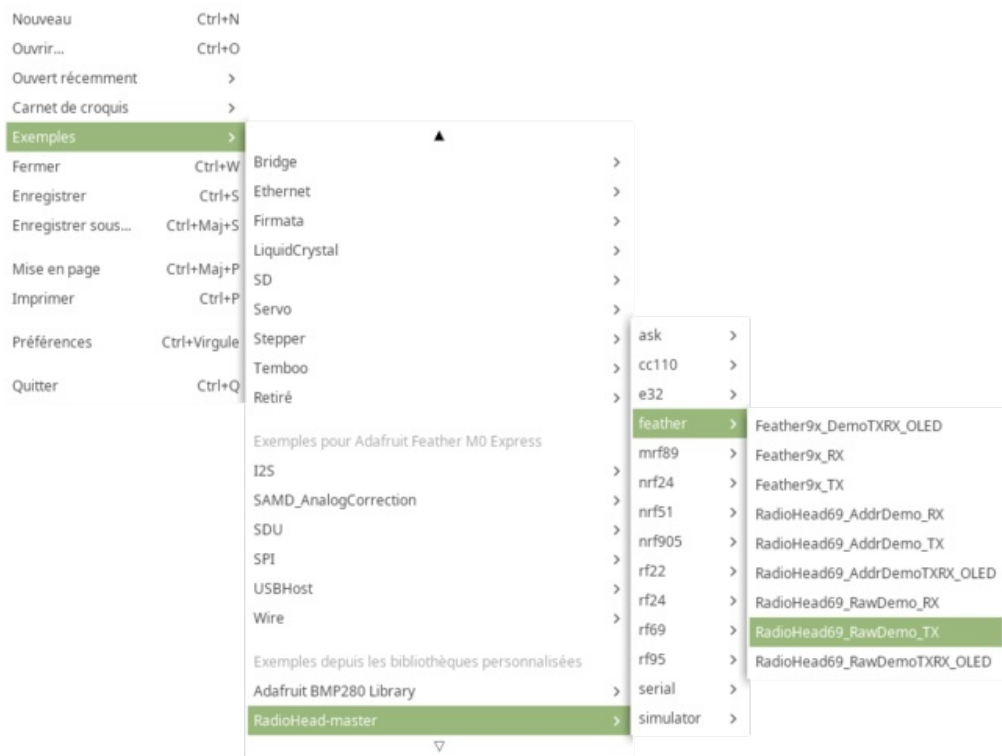 Nouveau Ctrl+N
Ouvrir... Ctrl+O
Ouvert récemment
Carnet de croquis
Exemples
Fermer Ctrl+W
Enregistrer Ctrl+S
Enregistrer sous... Ctrl+Maj+S
Mise en page Ctrl+Maj+P
Imprimer Ctrl+P
Préférences Ctrl+Virgule
Quitter Ctrl+Q
Bridge
Ethernet
Firmata
LiquidCrystal
SD
Servo
Stepper
Temboo
Retiré
Exemples pour Adafruit Feather M0 Express
I2S
SAMD_AnalogCorrection
SDU
SPI
USBHost
Wire
Exemples depuis les bibliothèques personnalisées
Adafruit BMP280 Library
RadioHead-master
ask
cc110
e32
feather
mrf89
nrf24
nrf51
nrf905
rf22
rf24
rf69
rf95
serial
simulator
Feather9x_DemoTXRX_OLED
Feather9x_RX
Feather9x_TX
RadioHead69_AddrDemo_RX
RadioHead69_AddrDemo_TX
RadioHead69_AddrDemoTXRX_OLED
RadioHead69_RawDemo_RX
RadioHead69_RawDemo_TX
RadioHead69_RawDemoTXRX_OLED